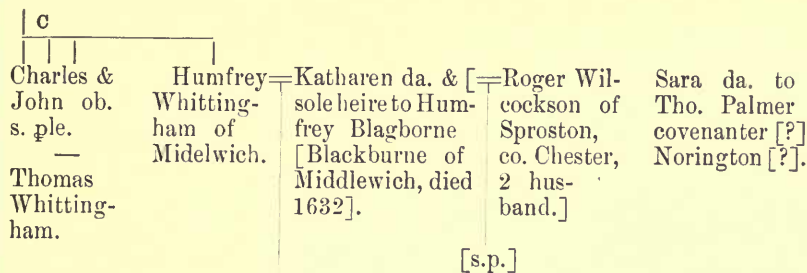 C
Charles &
John ob.
s. ple.
—
Thomas
Whitting-
ham.
Humfrey
Whitting-
ham of
Midelwich.
Katharen da. & [
sole heire to Hum-
frey Blagborne
[Blackburne of
Middlewich, died
1632].
Roger Wil-
cockson of
Sproston,
co. Chester,
2 hus-
band.]
[s.p.]
Sara da. to
Tho. Palmer
covenanter [?]
Norington [?].